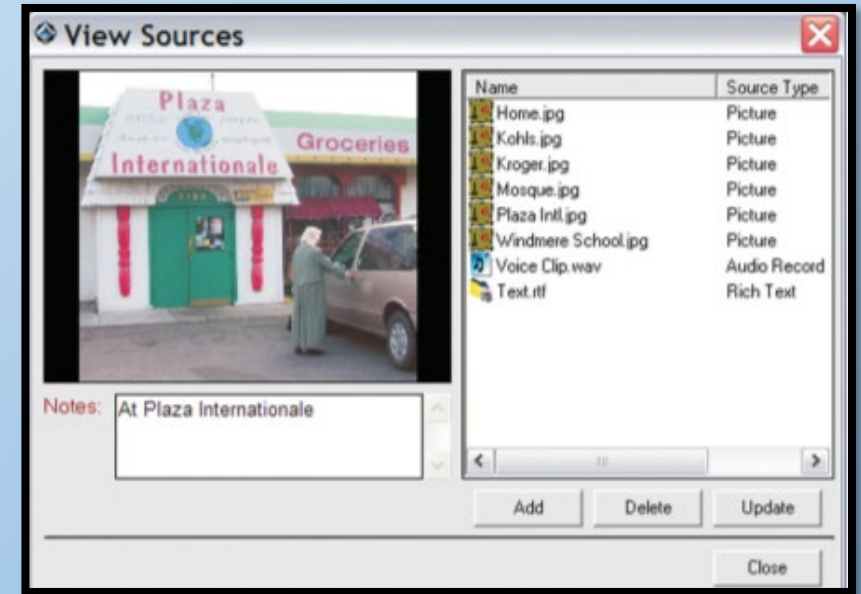 View Sources
Plaza
Internationale
Groceries
Notes:
At Plaza Internationale
Name Source Type
Home.jpg Picture
Kohls.jpg Picture
Kroger.jpg Picture
Mosque.jpg Picture
Plaza Intl.jpg Picture
Windmere School.jpg Picture
Voice Clip.wav Audio Record
Text.rtf Rich Text
Add Delete Update
Close